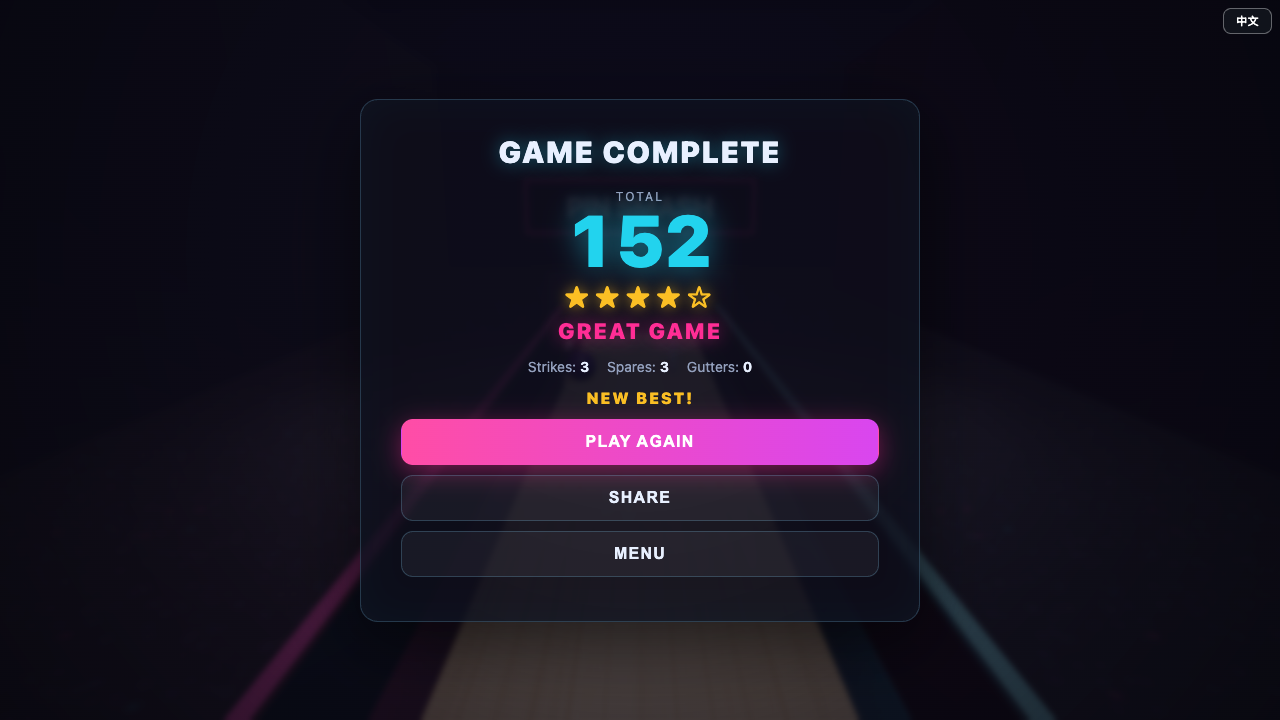 中文
GAME COMPLETE
TOTAL
152
GREAT GAME
Strikes: 3 Spares: 3 Gutters: 0
NEW BEST!
PLAY AGAIN
SHARE
MENU